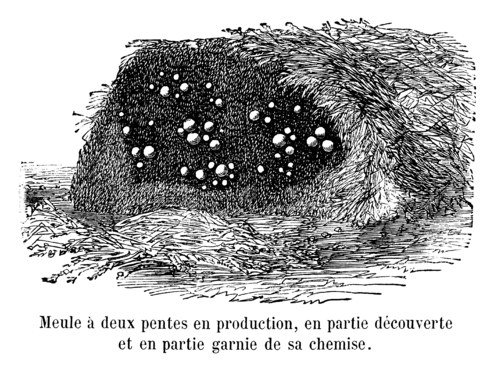 Meule à deux pentes en production, en partie découverte
et en partie garnie de sa chemise.